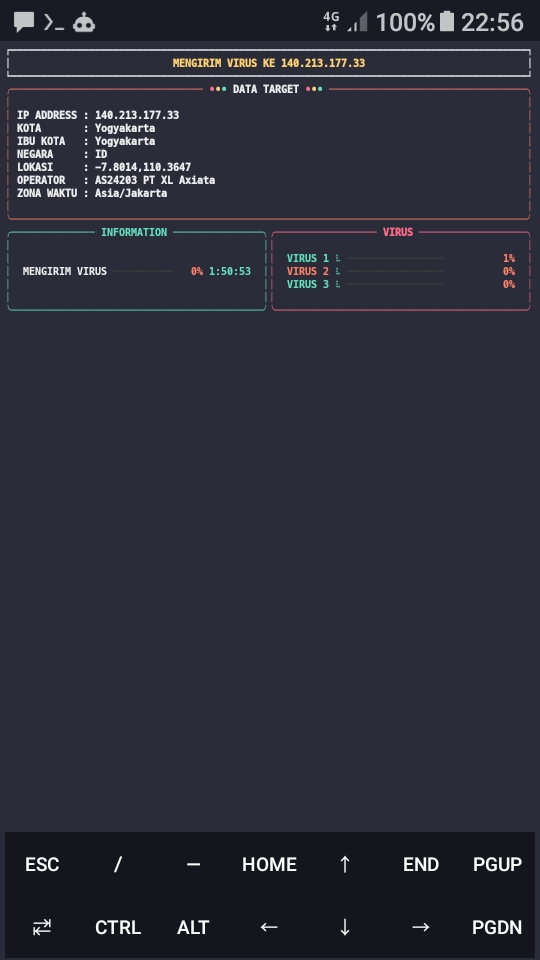 4G 100% 22:56
MENGIRIM VIRUS KE 140.213.177.33
DATA TARGET
IP ADDRESS : 140.213.177.33
KOTA : Yogyakarta
IBU KOTA : Yogyakarta
NEGARA : ID
LOKASI : -7.8014,110.3647
OPERATOR : AS24203 PT XL Axiata
ZONA WAKTU : Asia/Jakarta
INFORMATION
MENGIRIM VIRUS 0% 1:50:53
VIRUS
VIRUS 1 1%
VIRUS 2 0%
VIRUS 3 0%
ESC / — HOME ↑ END PGUP
CTRL ALT ← ↓ → PGDN